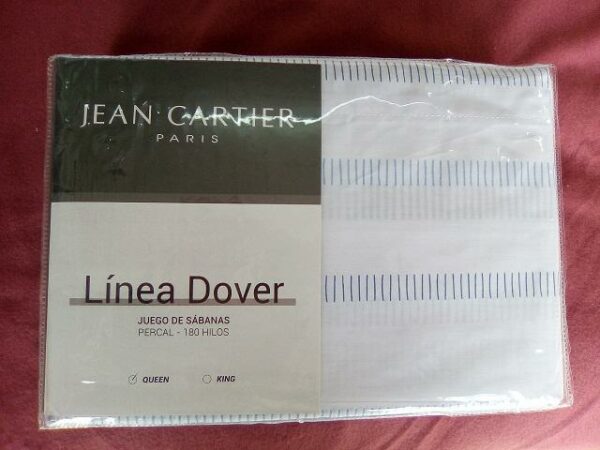 JEAN CARTIER
PARIS
Línea Dover
JUEGO DE SÁBANAS
PERCAL - 180 HILOS
QUEEN
KING